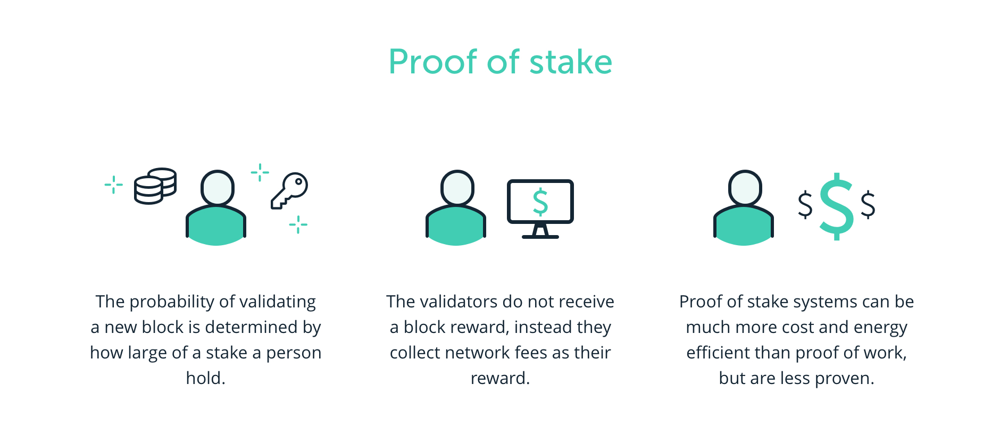 Proof of stake
The probability of validating
a new block is determined by
how large of a stake a person
hold.
The validators do not receive
a block reward, instead they
collect network fees as their
reward.
Proof of stake systems can be
much more cost and energy
efficient than proof of work,
but are less proven.